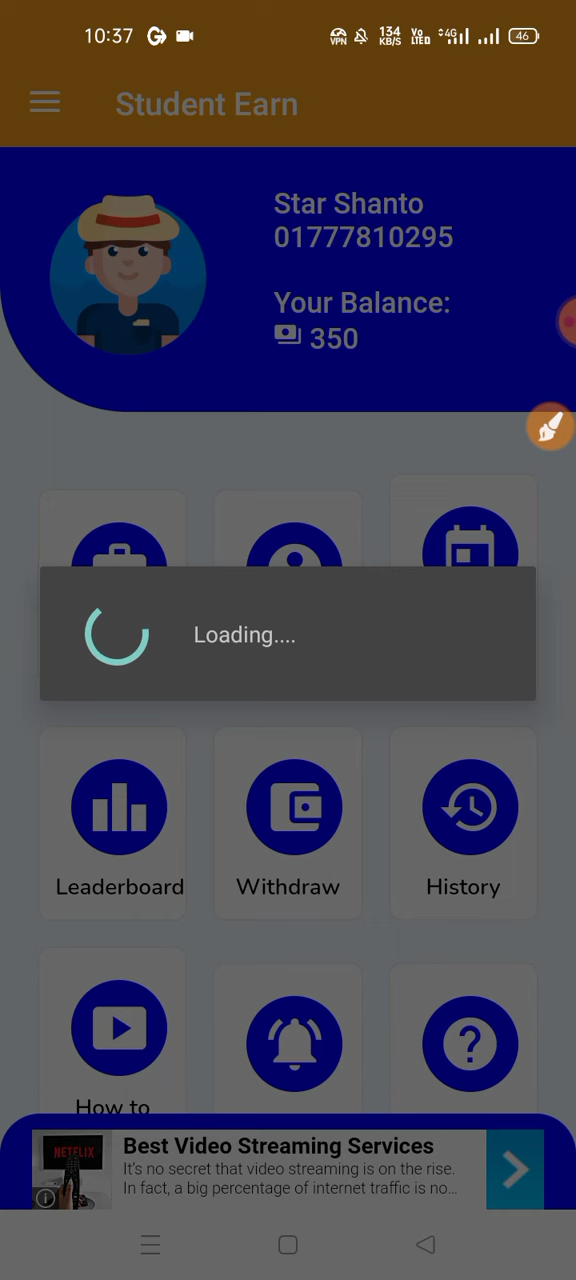 10:37
VPN 134 KB/S Vo LTED 4G 46
Student Earn
Star Shanto
01777810295
Your Balance:
350
Loading....
Leaderboard
Withdraw
History
How to
NETFLIX
Best Video Streaming Services
It's no secret that video streaming is on the rise.
In fact, a big percentage of internet traffic is no...